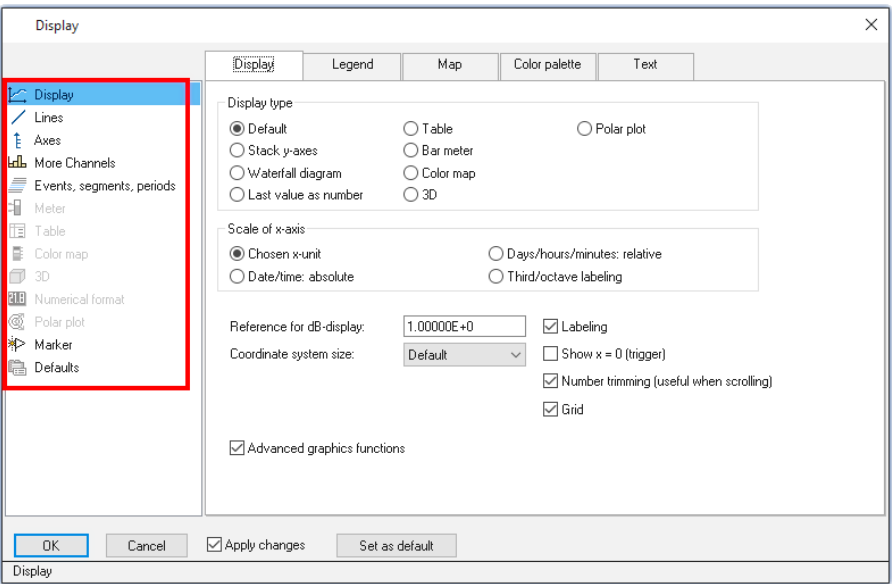 Display
Display Legend Map Color palette Text
Display
Lines
Axes
More Channels
Events, segments, periods
Meter
Table
Color map
3D
Numerical format
Polar plot
Marker
Defaults
Display type
Default Table Polar plot
Stack y-axes Bar meter
Waterfall diagram Color map
Last value as number 3D
Scale of x-axis
Chosen x-unit Days/hours/minutes: relative
Date/time: absolute Third/octave labeling
Reference for dB-display: 1.00000E+0 Labeling
Coordinate system size: Default Show x = 0 (trigger)
Number trimming (useful when scrolling)
Grid
Advanced graphics functions
OK Cancel Apply changes Set as default
Display